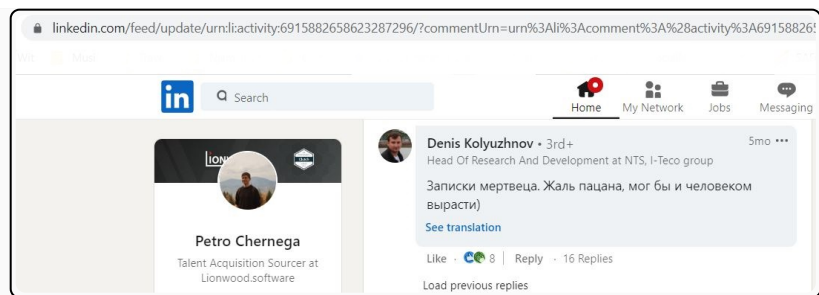 linkedin.com/feed/update/urn:li:activity:6915882658623287296/?commentUrn=urn%3Ali%3Acomment%3A%28activity%3A691588265
in
Search
Home
My Network
Jobs
Messaging
LION
Petro Chernega
Talent Acquisition Sourcer at
Lionwood.software
Denis Kolyuzhnov • 3rd+
5mo •••
Head Of Research And Development at NTS, I-Teco group
Записки мертвеца. Жаль пацана, мог бы и человеком
вырасти)
See translation
Like · 8 | Reply · 16 Replies
Load previous replies